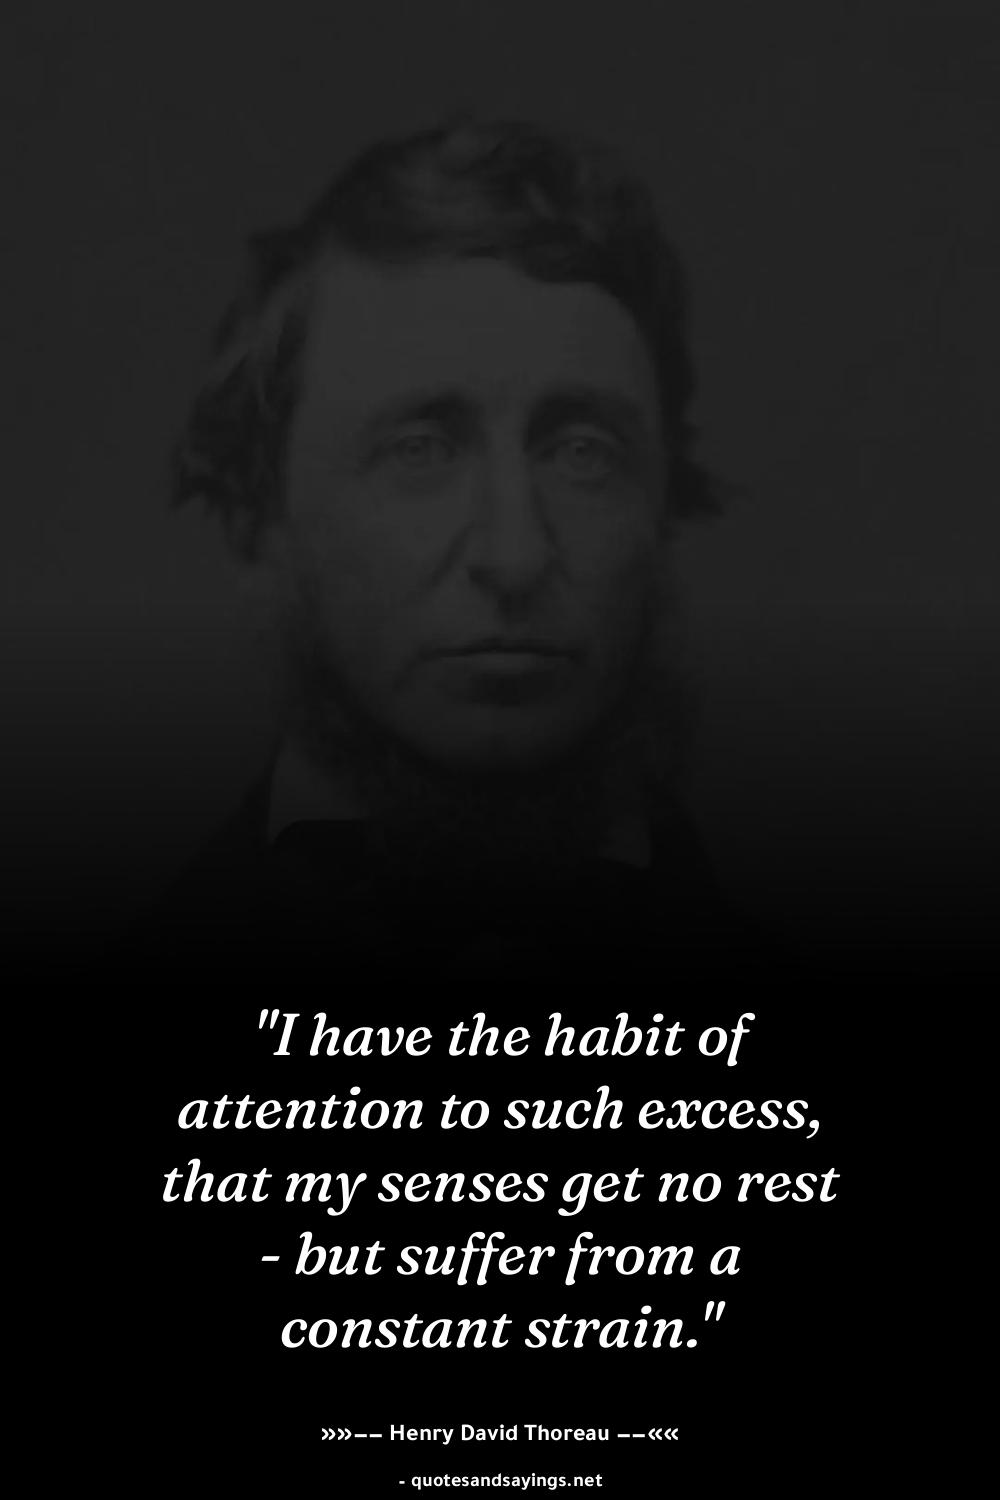 "I have the habit of
attention to such excess,
that my senses get no rest
- but suffer from a
constant strain."
»»−− Henry David Thoreau −−««
- quotesandsayings.net